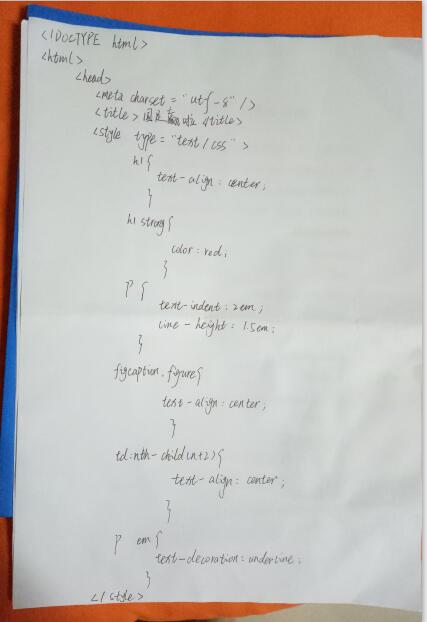 <!DOCTYPE html>
<html>
<head>
<meta charset="utf-8"/>
<title>固定 </title>
<style type="text/css">
h1{
text-align:center;
}
h1 strong{
color:red;
}
p{
text-indent:2em;
line-height:1.5em;
}
figcaption,figure{
text-align:center;
}
td:nth-child(n+2){
text-align:center;
}
p em{
text-decoration:underline;
}
</style>